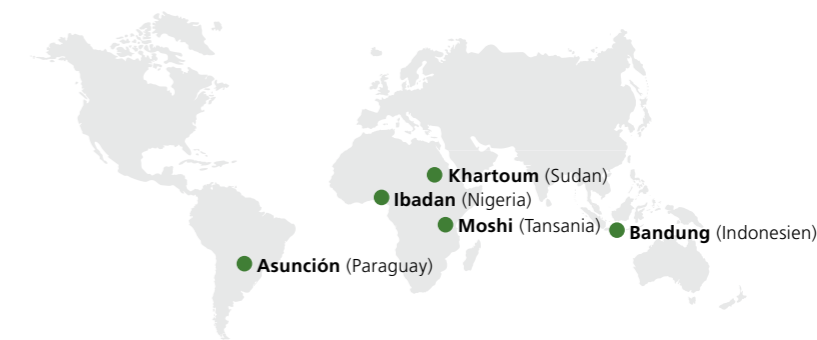 Khartoum (Sudan)
Ibadan (Nigeria)
Moshi (Tansania)
Bandung (Indonesien)
Asunción (Paraguay)